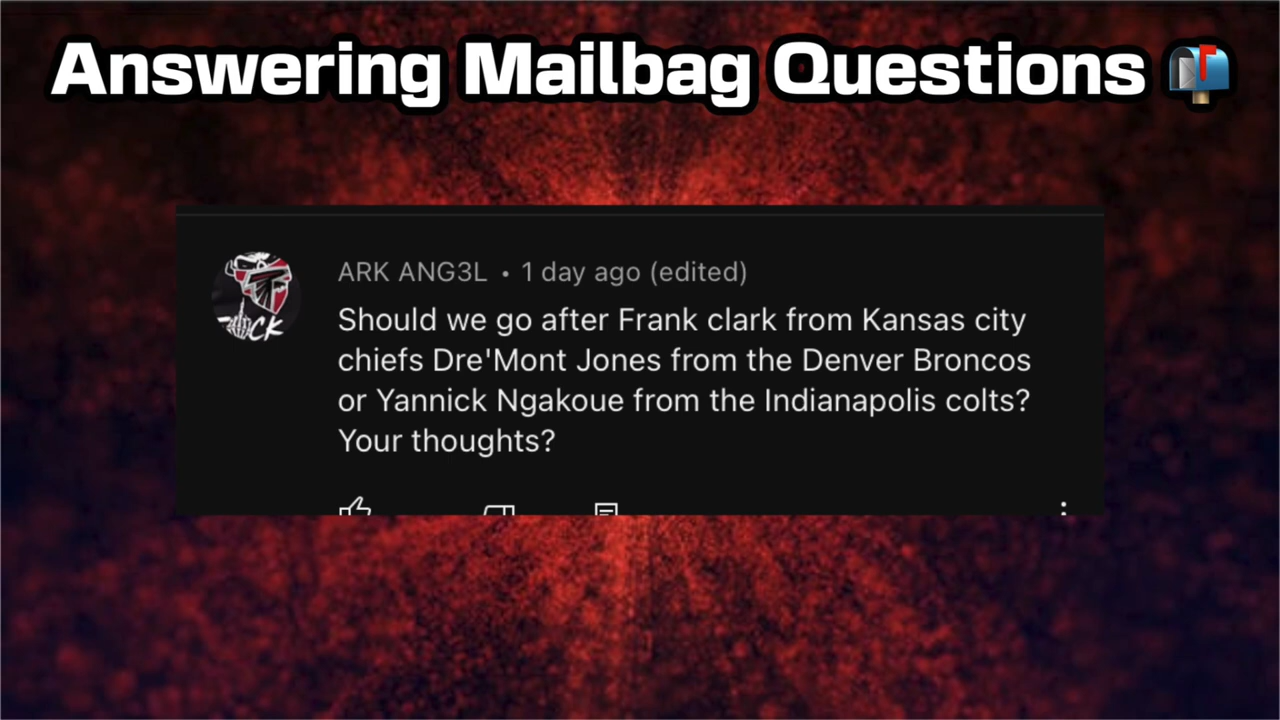 Answering Mailbag Questions 📬
ARK ANG3L • 1 day ago (edited)
Should we go after Frank clark from Kansas city
chiefs Dre'Mont Jones from the Denver Broncos
or Yannick Ngakoue from the Indianapolis colts?
Your thoughts?
CK